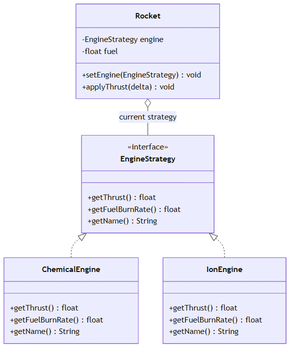 Rocket
-EngineStrategy engine
-float fuel
+setEngine(EngineStrategy) : void
+applyThrust(delta) : void
current strategy
«Interface»
EngineStrategy
+getThrust() : float
+getFuelBurnRate() : float
+getName() : String
ChemicalEngine
+getThrust() : float
+getFuelBurnRate() : float
+getName() : String
IonEngine
+getThrust() : float
+getFuelBurnRate() : float
+getName() : String